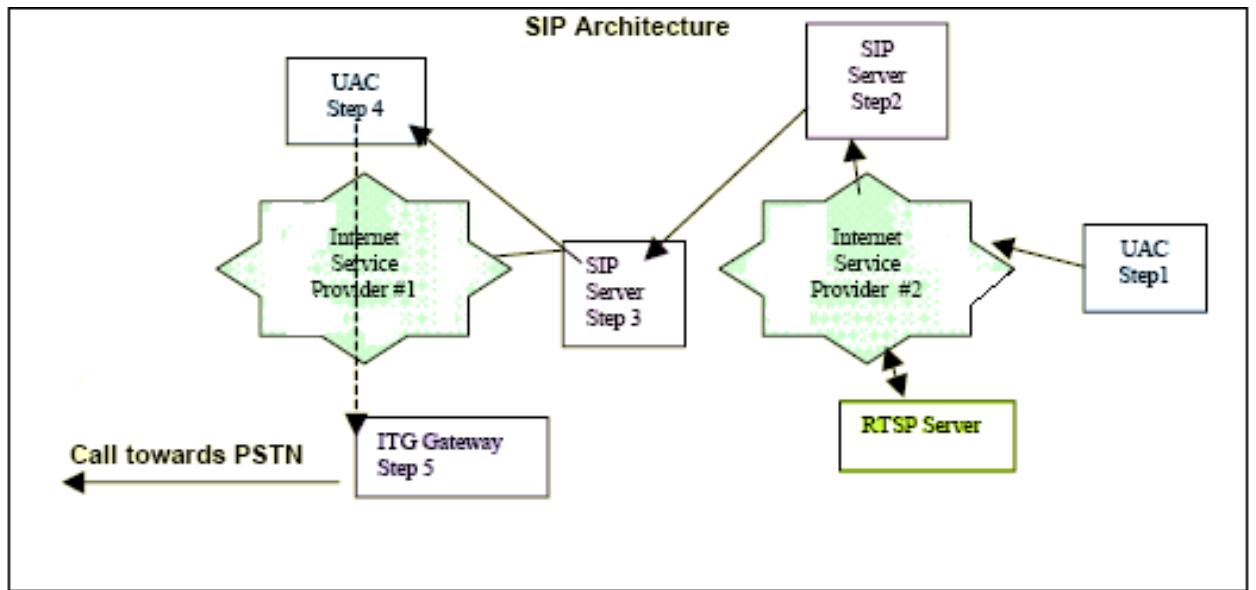 SIP Architecture
UAC
Step 4
SIP
Server
Step2
Internet
Service
Provider #1
SIP
Server
Step 3
Internet
Service
Provider #2
UAC
Step1
RTSP Server
ITG Gateway
Step 5
Call towards PSTN